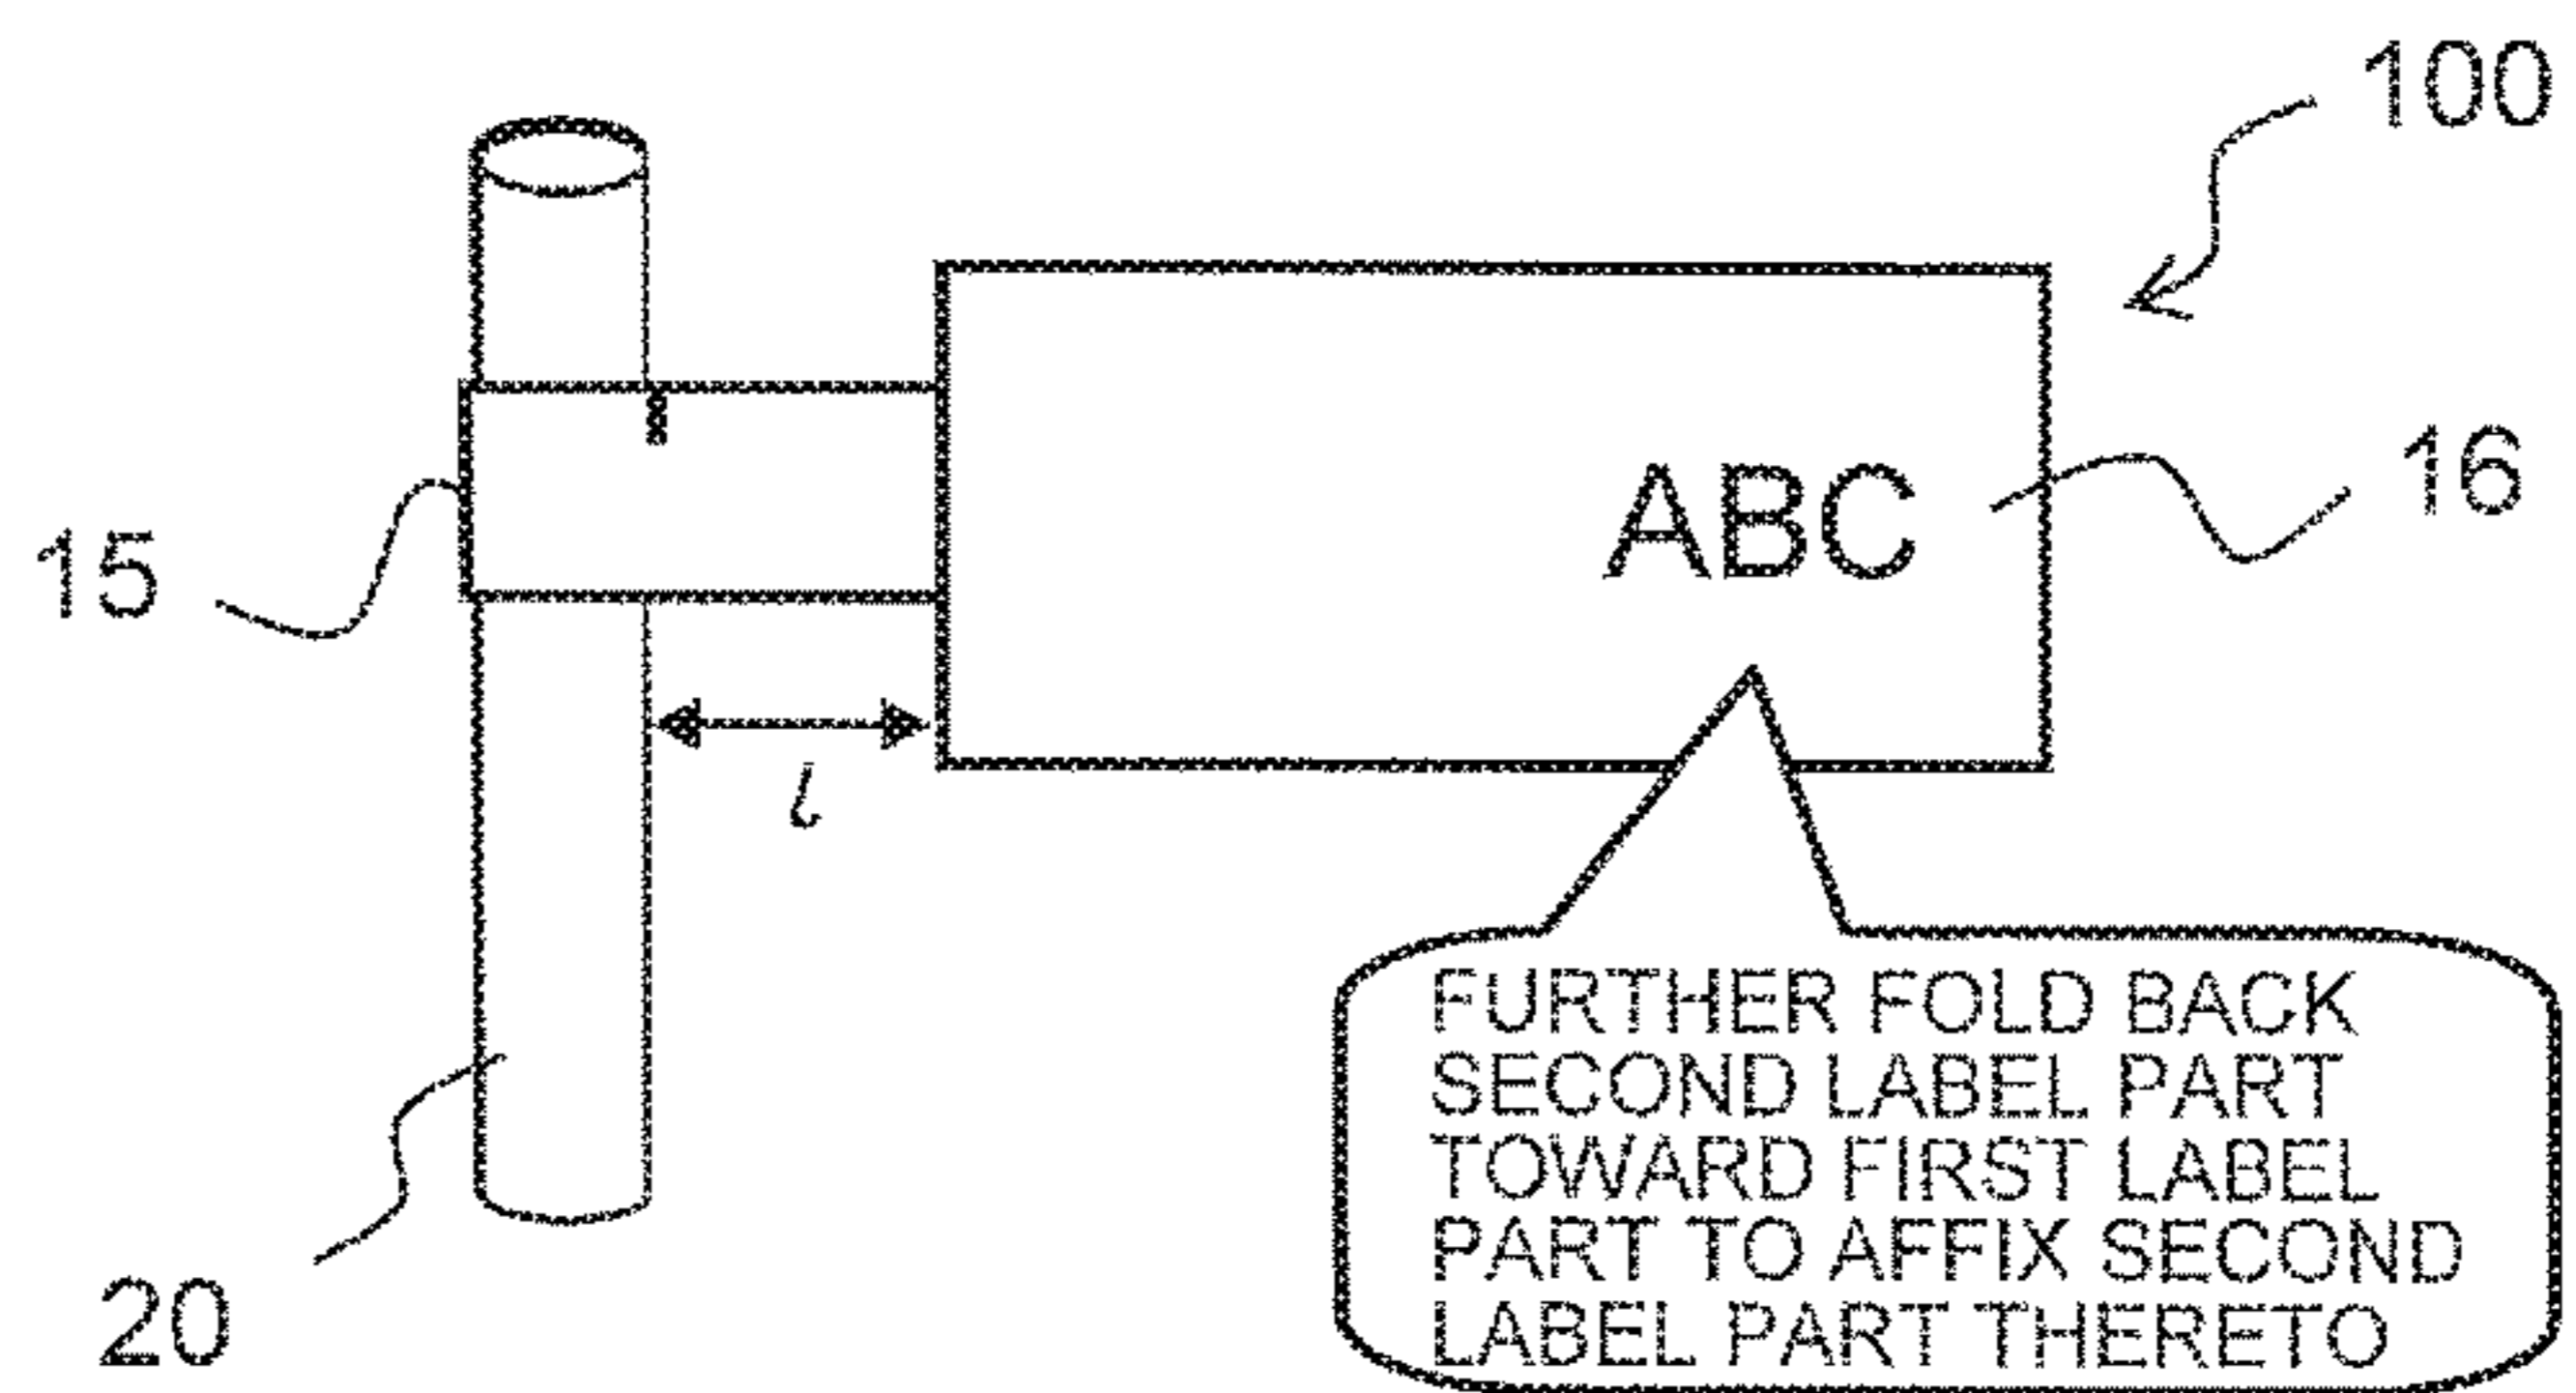 100
16
ABC
15
l
FURTHER FOLD BACK
SECOND LABEL PART
TOWARD FIRST LABEL
PART TO AFFIX SECOND
LABEL PART THERETO
20